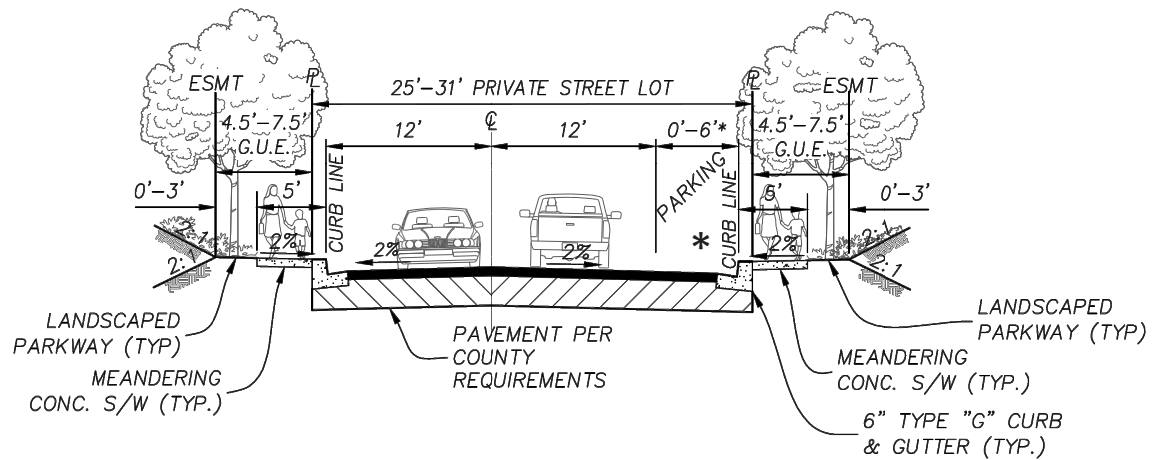 ESMT
PL
25'-31' PRIVATE STREET LOT
PL
ESMT
4.5'-7.5'
G.U.E.
12'
CL
12'
0'-6'*
4.5'-7.5'
G.U.E.
0'-3'
5'
CURB LINE
PARKING
*
CURB LINE
5'
0'-3'
2:1
2:1
2%
2%
2%
2%
2:1
2:1
LANDSCAPED
PARKWAY (TYP)
MEANDERING
CONC. S/W (TYP.)
PAVEMENT PER
COUNTY
REQUIREMENTS
LANDSCAPED
PARKWAY (TYP)
MEANDERING
CONC. S/W (TYP.)
6" TYPE "G" CURB
& GUTTER (TYP.)